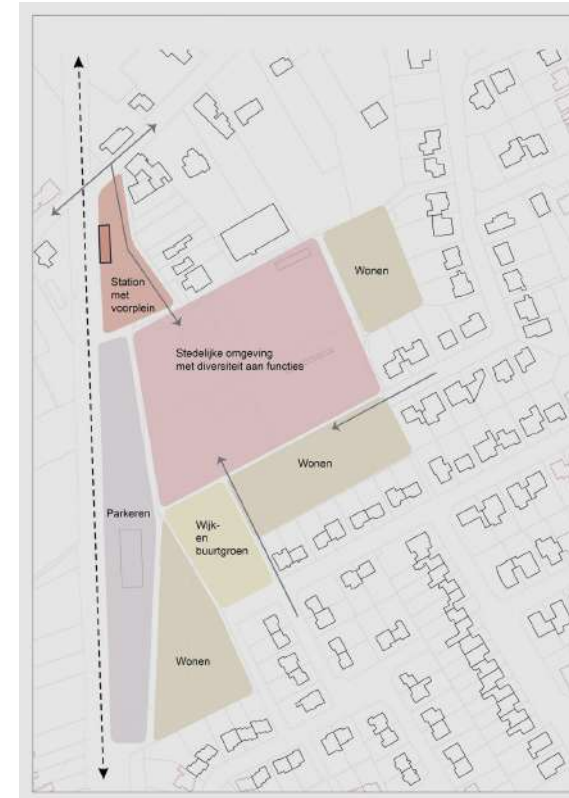 Station
met
voorplein
Wonen
Stedelijke omgeving
met diversiteit aan functies
Wonen
Parkeren
Wijk-
en
buurtgroen
Wonen